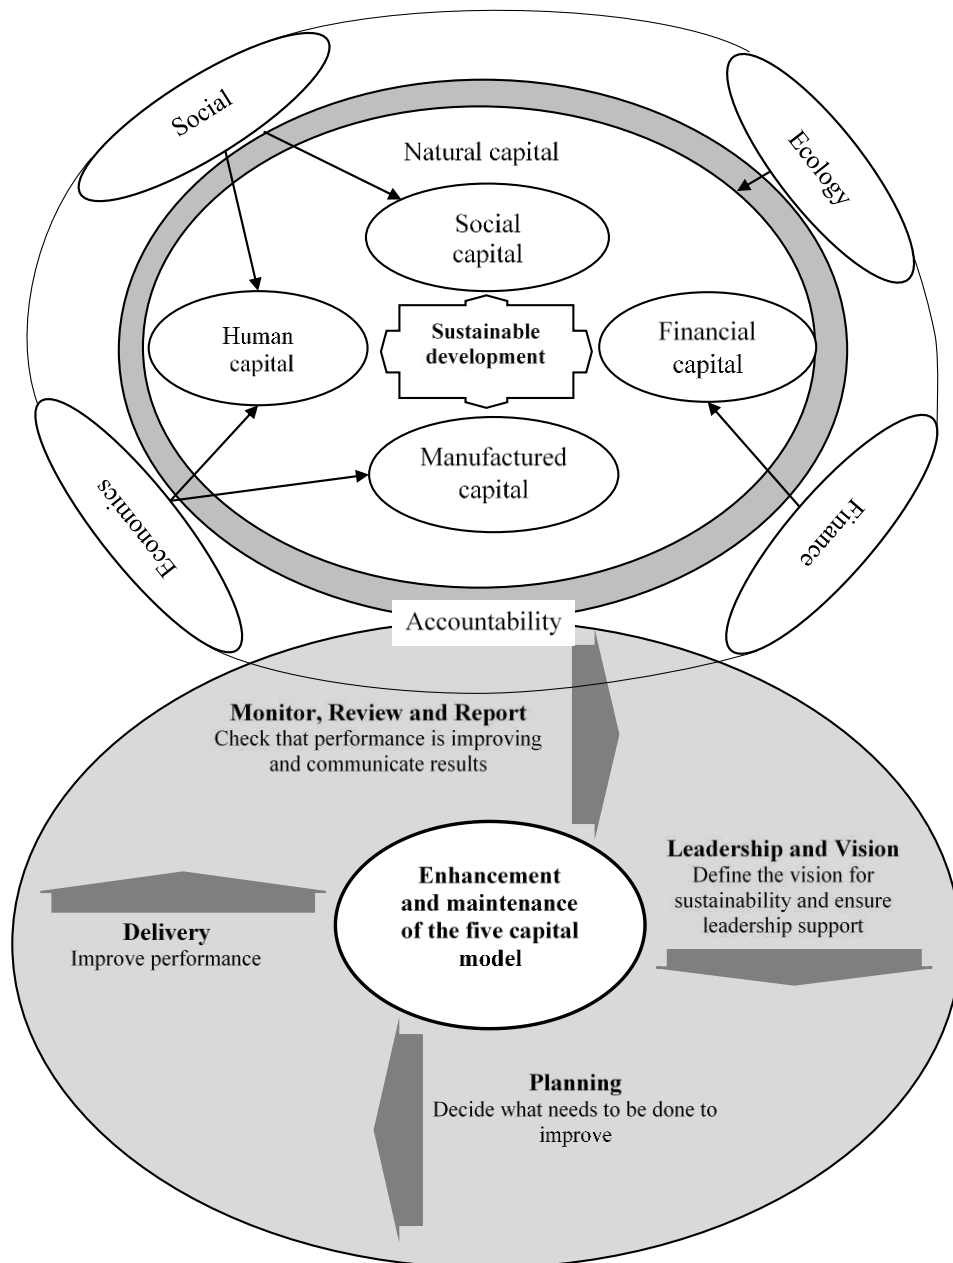 Social
Ecology
Natural capital
Social
capital
Human
capital
Sustainable
development
Financial
capital
Manufactured
capital
Economics
Finance
Accountability
Monitor, Review and Report
Check that performance is improving
and communicate results
Leadership and Vision
Define the vision for
sustainability and ensure
leadership support
Enhancement
and maintenance
of the five capital
model
Delivery
Improve performance
Planning
Decide what needs to be done to
improve